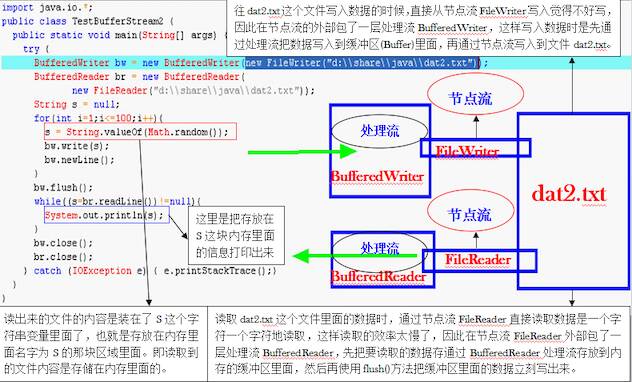 import java.io.*;
public class TestBufferStream2 {
public static void main(String[] args) {
try {
BufferedWriter bw = new BufferedWriter(new FileWriter("d:\\share\\java\\dat2.txt"));
BufferedReader br = new BufferedReader(
new FileReader("d:\\share\\java\\dat2.txt"));
String s = null;
for(int i=1;i<=100;i++){
s = String.valueOf(Math.random());
bw.write(s);
bw.newLine();
}
bw.flush();
while((s=br.readLine())!=null){
System.out.println(s);
}
bw.close();
br.close();
} catch (IOException e) { e.printStackTrace();}
}
}
往 dat2.txt 这个文件写入数据的时候,直接从节点流 FileWriter 写入觉得不好写,
因此在节点流的外部包了一层处理流 BufferedWriter，这样写入数据时是先通
过处理流把数据写入到缓冲区(Buffer)里面，再通过节点流写入到文件 dat2.txt。
节点流
处理流
FileWriter
BufferedWriter
dat2.txt
节点流
处理流
FileReader
BufferedReader
这里是把存放在
S 这块内存里面
的信息打印出来
读出来的文件的内容是装在了 S 这个字
符串变量里面了，也就是存放在内存里
面名字为 S 的那块区域里面。即读取到
的文件内容是存储在内存里面的。
读取 dat2.txt 这个文件里面的数据时，通过节点流 FileReader 直接读取数据是一个字
符一个字符地读取，这样读取的效率太慢了，因此在节点流 FileReader 外部包了一
层处理流 BufferedReader，先把要读取的数据存有通过 BufferedReader 处理流存放到内
存的缓冲区里面，然后再使用 flush()方法把缓冲区里面的数据立刻写出来。